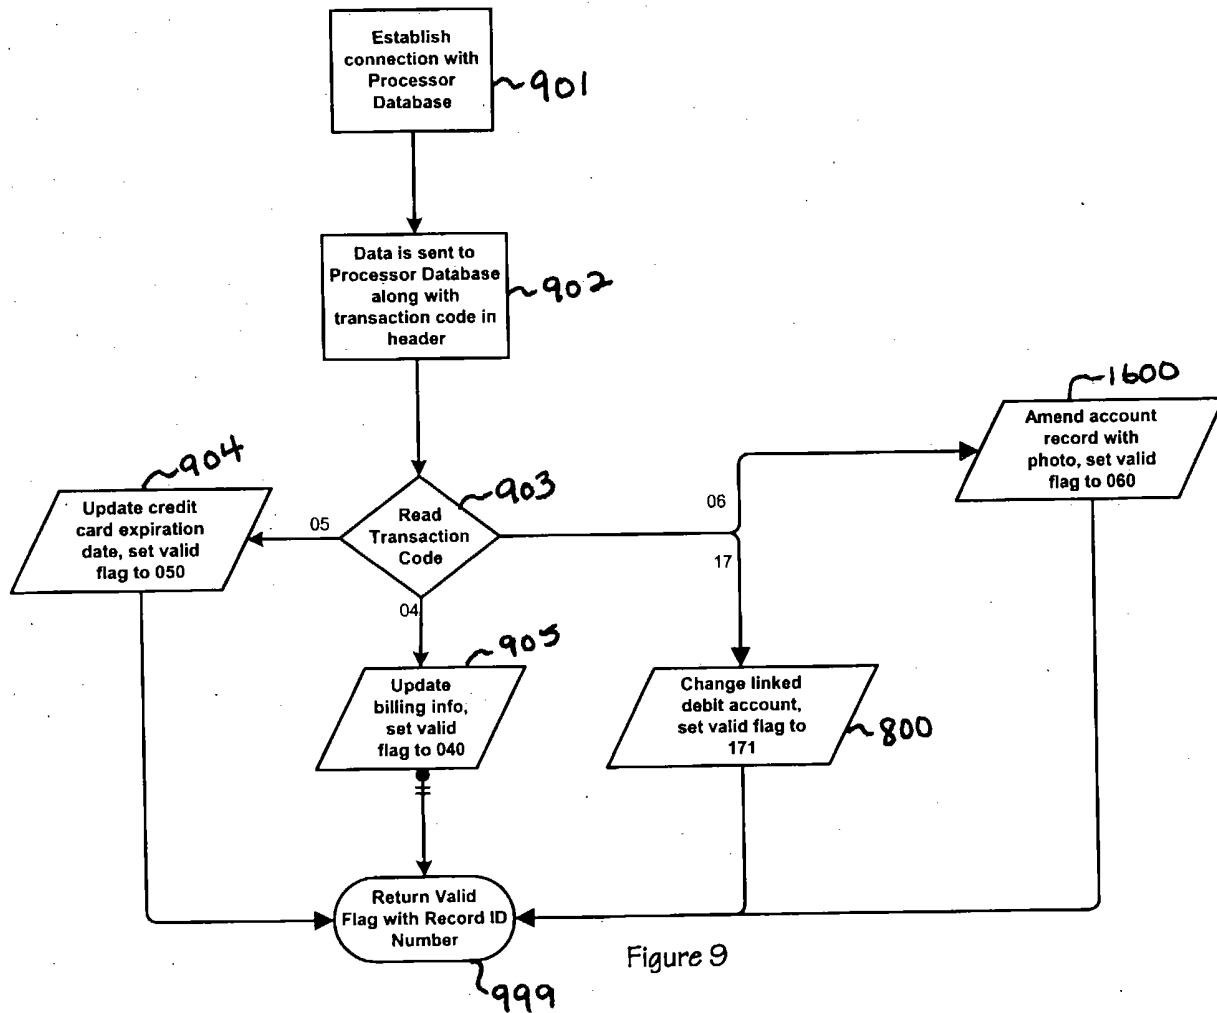 Establish
connection with
Processor
Database
901
Data is sent to
Processor Database
along with
transaction code in
header
902
1600
Amend account
record with
photo, set valid
flag to 060
904
Update credit
card expiration
date, set valid
flag to 050
903
Read
Transaction
Code
05
06
17
04
905
Update
billing info,
set valid
flag to 040
Change linked
debit account,
set valid flag to
171
800
Return Valid
Flag with Record ID
Number
999
Figure 9